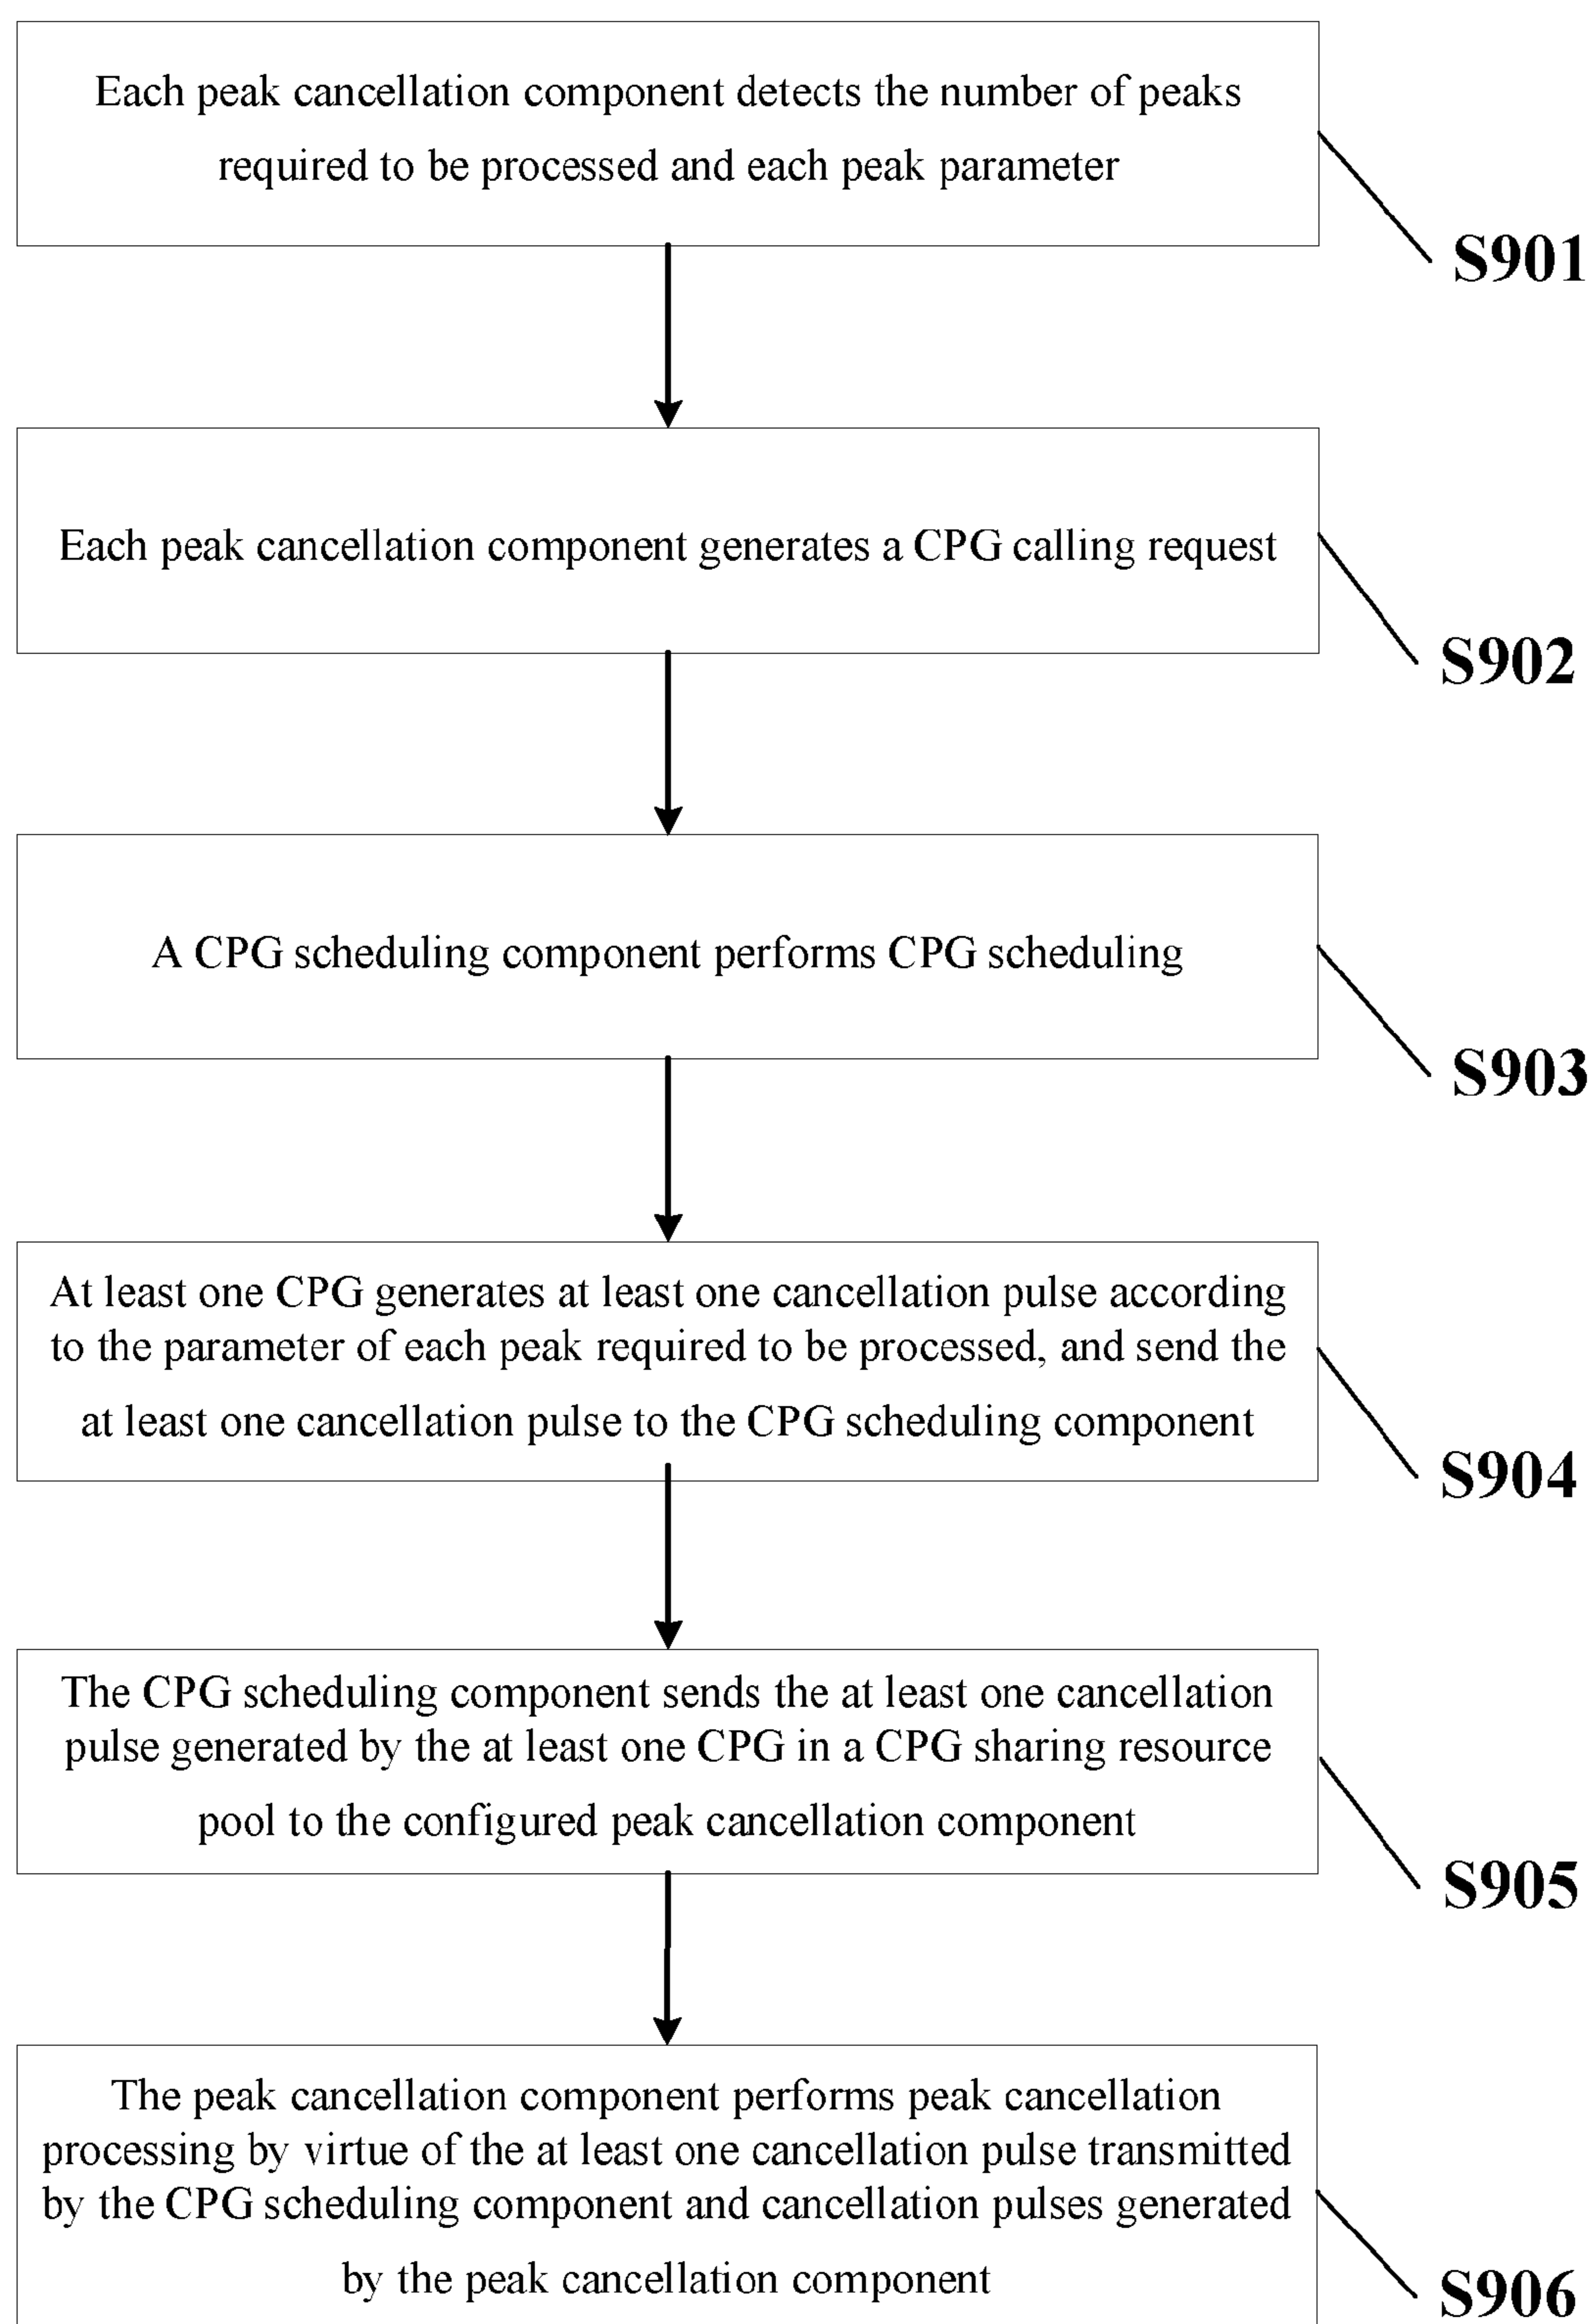 Each peak cancellation component detects the number of peaks
required to be processed and each peak parameter
S901
Each peak cancellation component generates a CPG calling request
S902
A CPG scheduling component performs CPG scheduling
S903
At least one CPG generates at least one cancellation pulse according
to the parameter of each peak required to be processed, and send the
at least one cancellation pulse to the CPG scheduling component
S904
The CPG scheduling component sends the at least one cancellation
pulse generated by the at least one CPG in a CPG sharing resource
pool to the configured peak cancellation component
S905
The peak cancellation component performs peak cancellation
processing by virtue of the at least one cancellation pulse transmitted
by the CPG scheduling component and cancellation pulses generated
by the peak cancellation component
S906